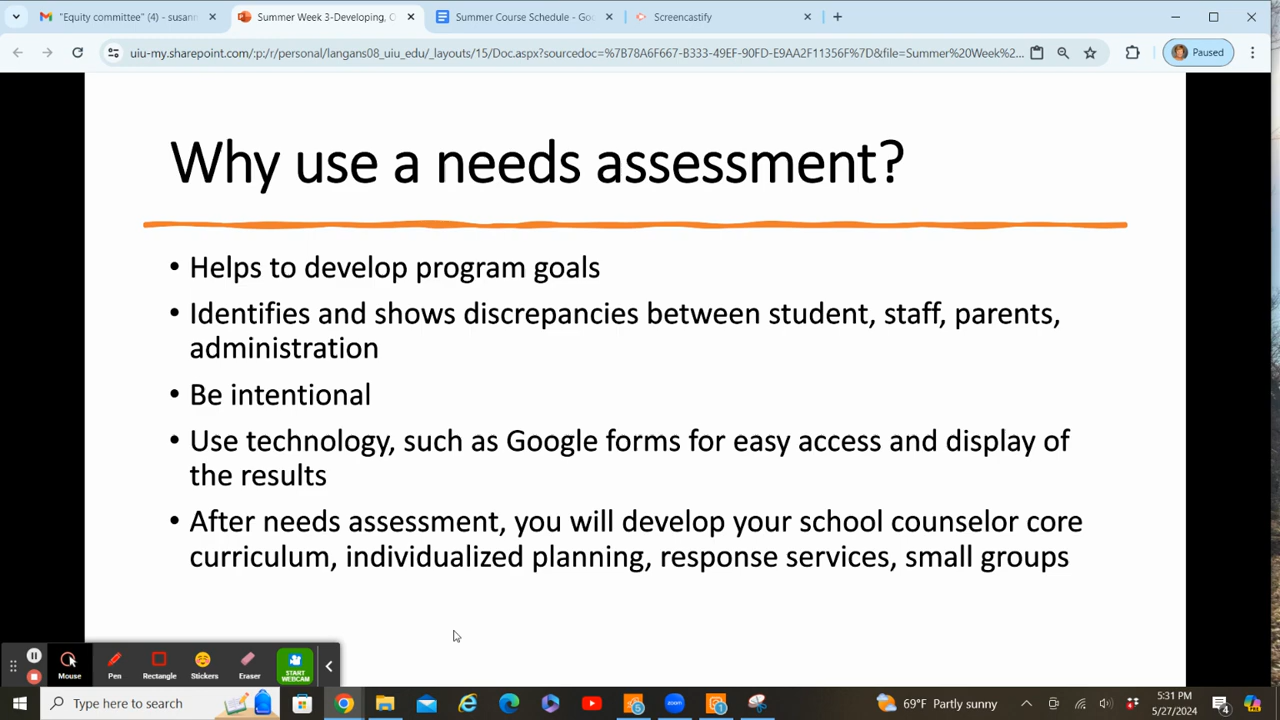 "Equity committee" (4) - susann
Summer Week 3-Developing, O
Summer Course Schedule - Goo
Screencastify
uiu-my.sharepoint.com/:p:/r/personal/langans08_uiu_edu/_layouts/15/Doc.aspx?sourcedoc=%7B78A6F667-B333-49EF-90FD-E9AA2F11356F%7D&file=Summer%20Week%2...
Paused
Why use a needs assessment?
• Helps to develop program goals
• Identifies and shows discrepancies between student, staff, parents,
administration
• Be intentional
• Use technology, such as Google forms for easy access and display of
the results
• After needs assessment, you will develop your school counselor core
curriculum, individualized planning, response services, small groups
Mouse
Pen
Rectangle
Stickers
Eraser
START
WEBCAM
Type here to search
zoom
69°F Partly sunny
5:31 PM
5/27/2024
4